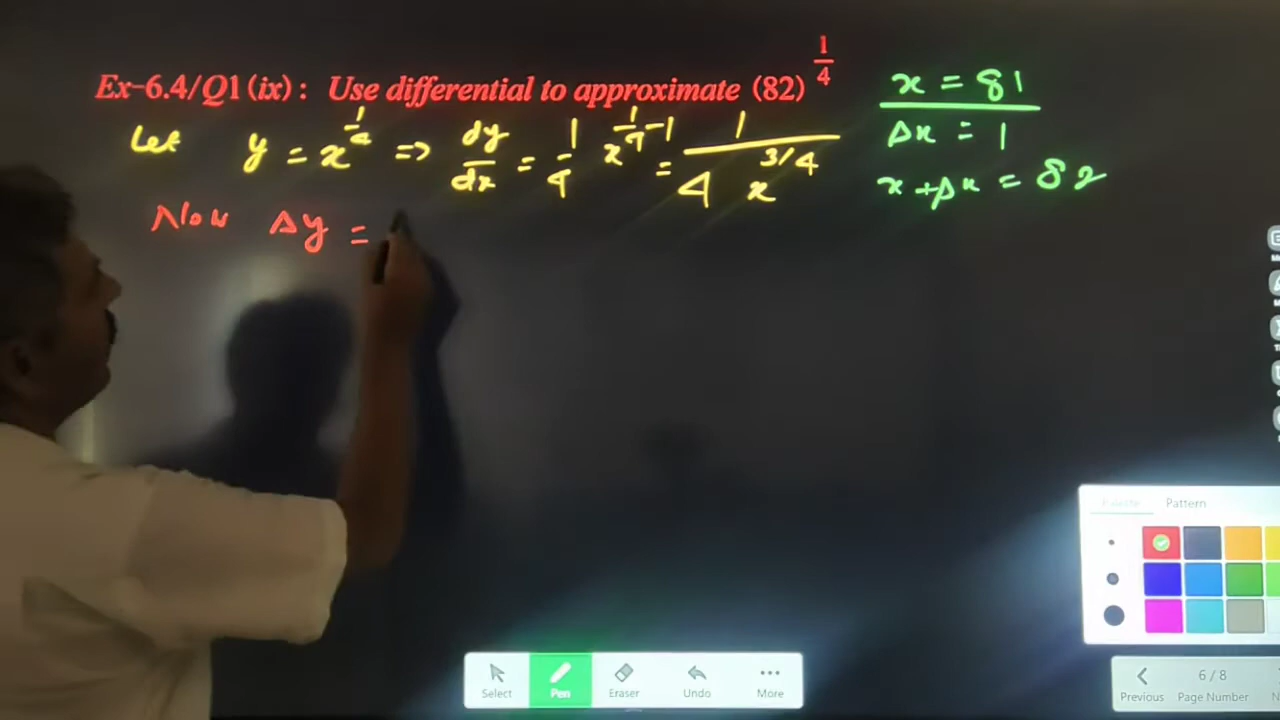 Ex-6.4/Q1(ix): Use differential to approximate (82)^(1/4)
x = 81
Δx = 1
x + Δx = 82
Let y = x^(1/4) => dy/dx = 1/4 x^(1/4 - 1) = 1/(4 x^(3/4))
Now Δy =
Palette Pattern
Select Pen Eraser Undo More
6 / 8
Previous Page Number